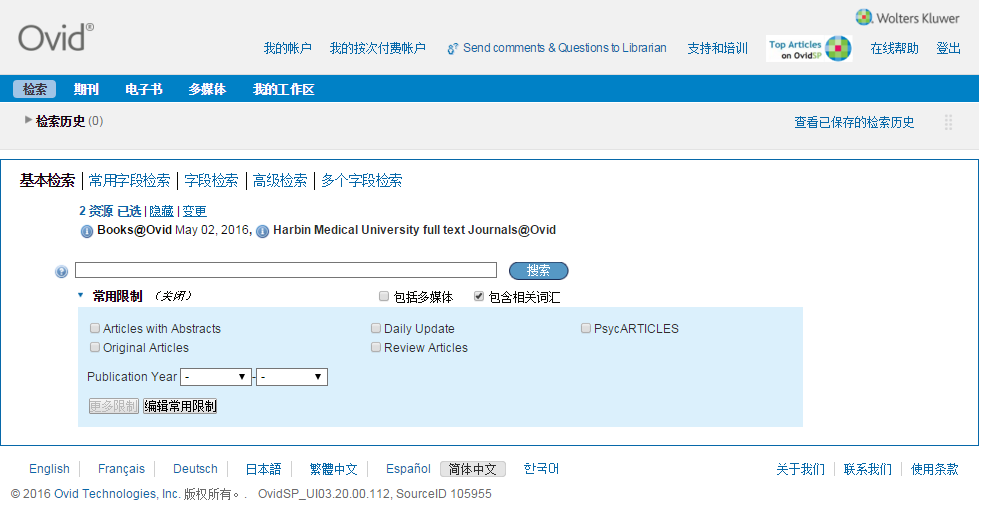 Wolters Kluwer
Ovid®
我的帐户 我的按次付费帐户 Send comments & Questions to Librarian 支持和培训 Top Articles on OvidSP 在线帮助 登出
检索 期刊 电子书 多媒体 我的工作区
检索历史 (0) 查看已保存的检索历史
基本检索 | 常用字段检索 | 字段检索 | 高级检索 | 多个字段检索
2 资源 已选 | 隐藏 | 变更
Books@Ovid May 02, 2016, Harbin Medical University full text Journals@Ovid
搜索
常用限制 （关闭） 包括多媒体 包含相关词汇
Articles with Abstracts Daily Update PsycARTICLES
Original Articles Review Articles
Publication Year - - -
更多限制 编辑常用限制
English Français Deutsch 日本語 繁體中文 Español 简体中文 한국어 关于我们 联系我们 使用条款
© 2016 Ovid Technologies, Inc. 版权所有。. OvidSP_UI03.20.00.112, SourceID 105955